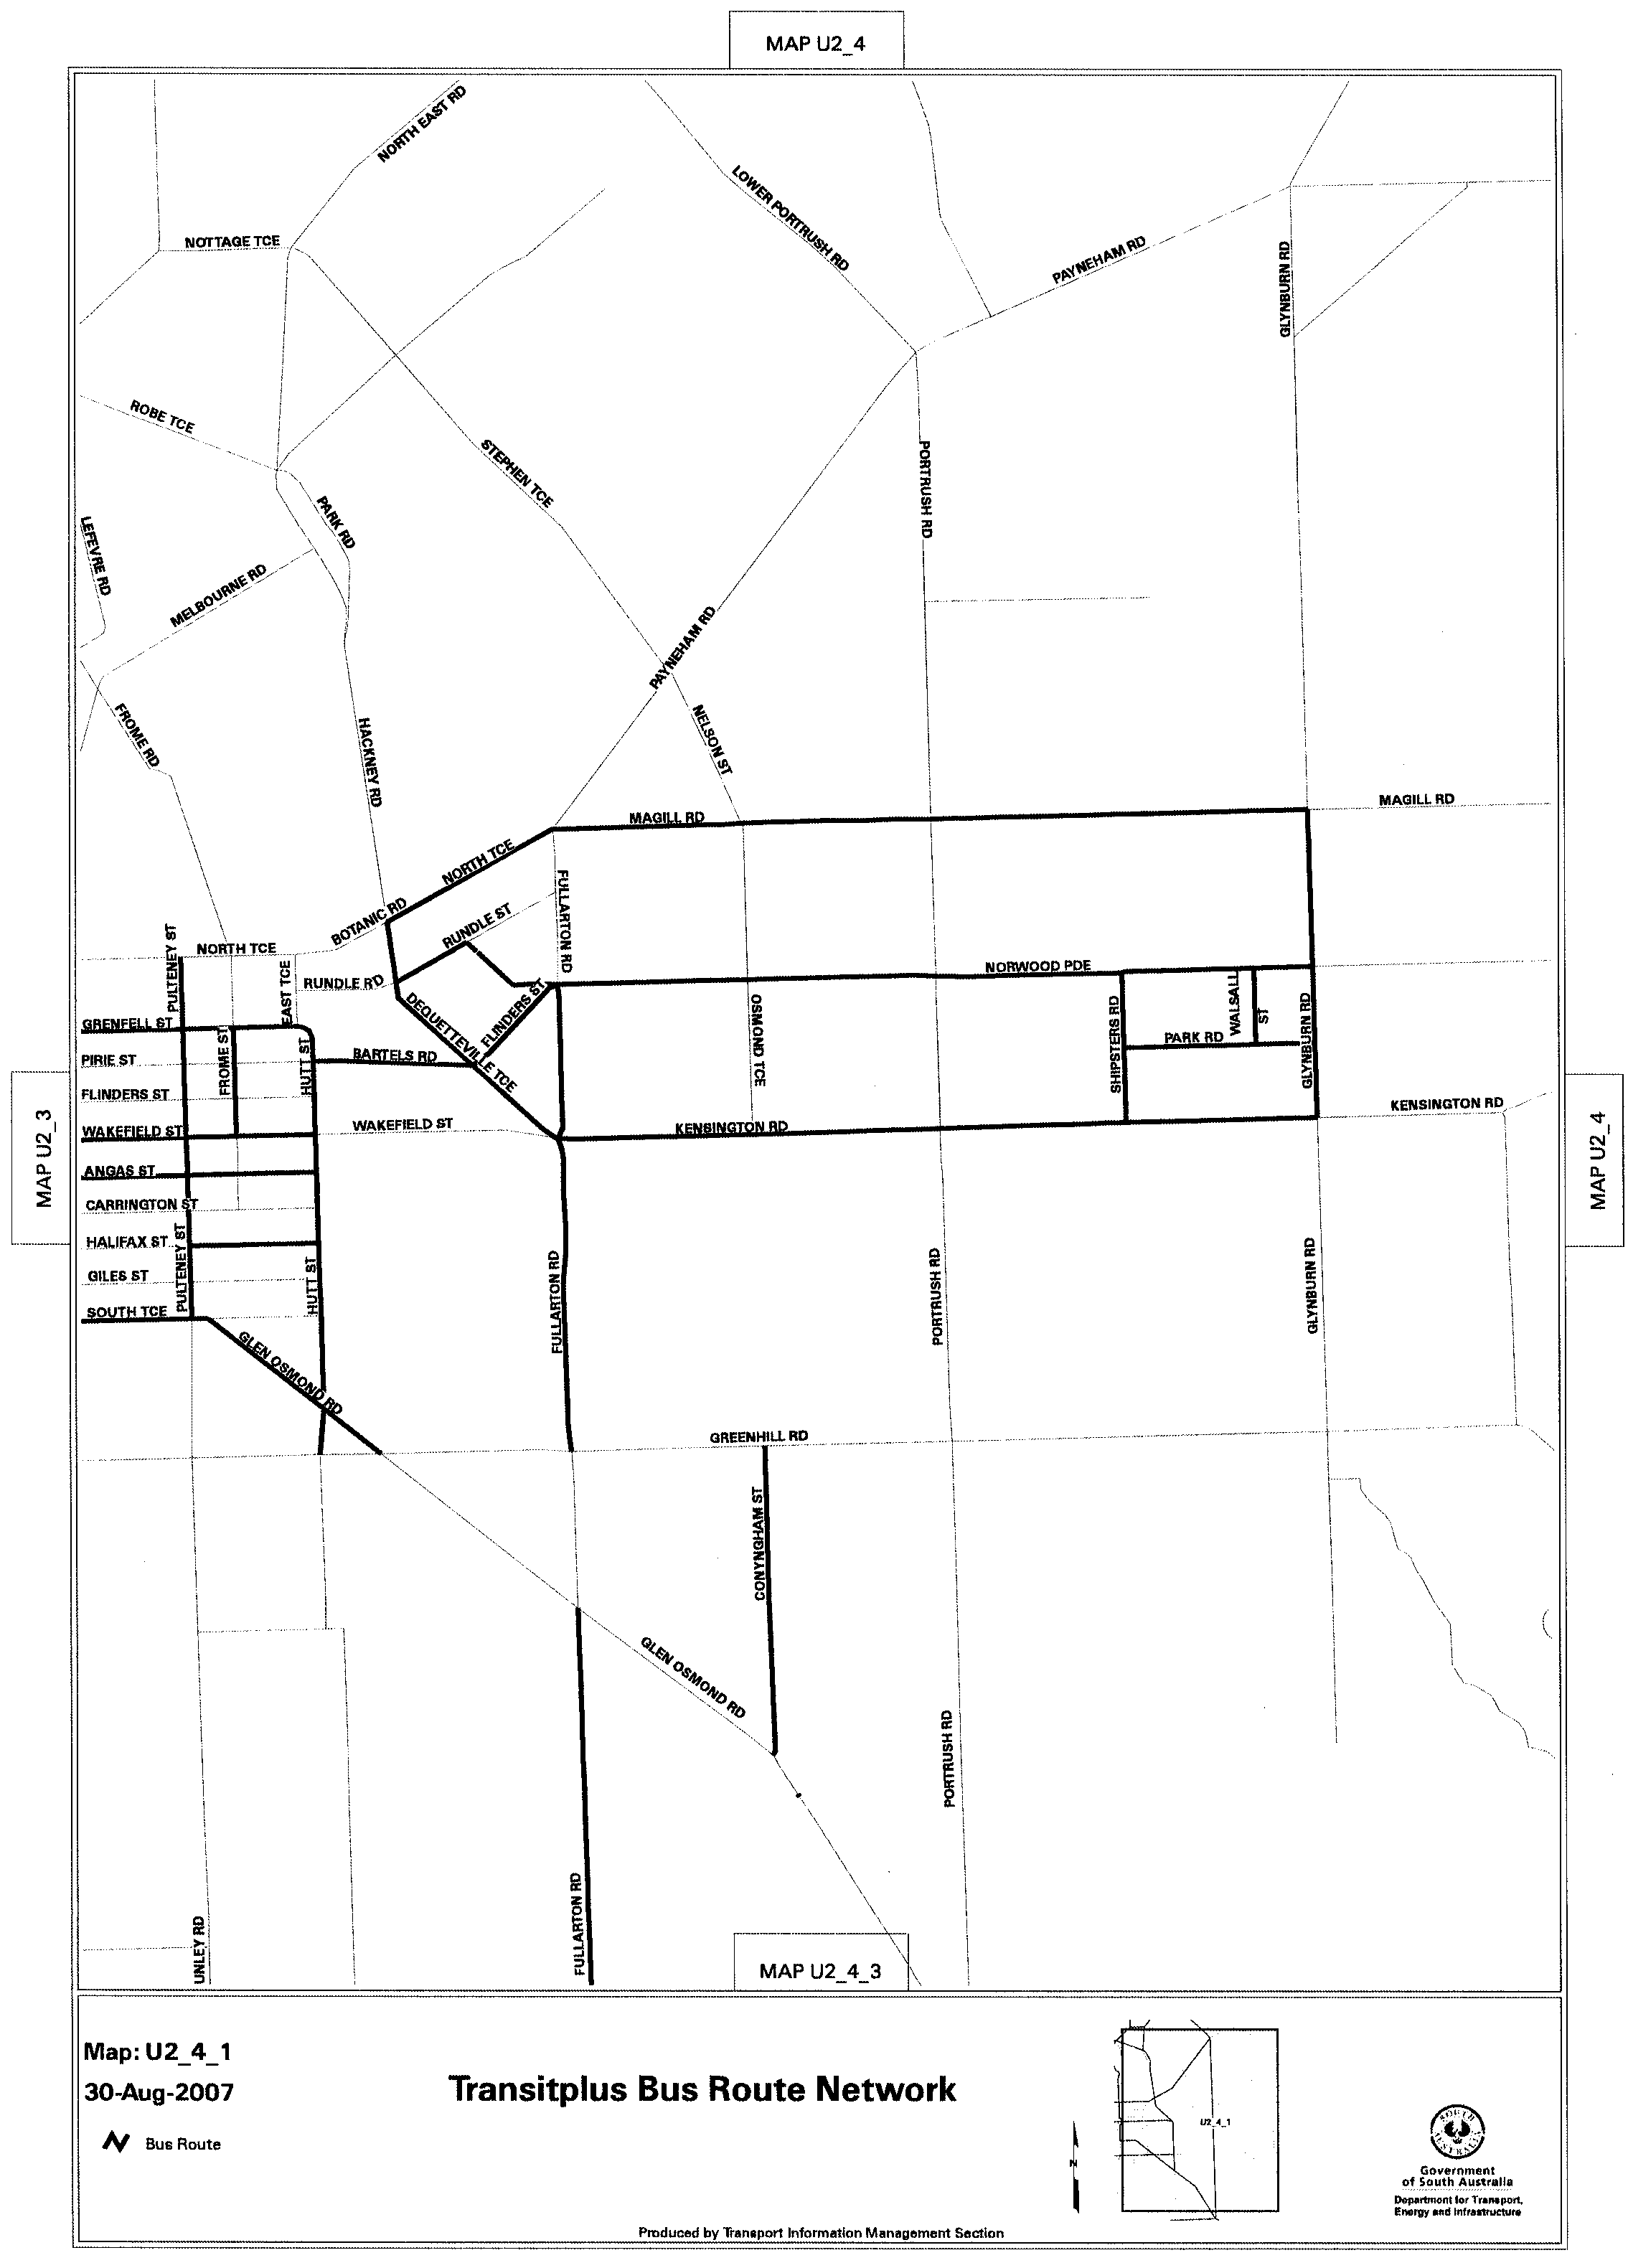 MAP U2_4
NORTH EAST RD
LOWER PORTRUSH RD
NOTTAGE TCE
PAYNEHAM RD
GLYNBURN RD
ROBE TCE
STEPHEN TCE
PORTRUSH RD
PARK RD
LEFEVRE RD
MELBOURNE RD
PAYNEHAM RD
FROME RD
HACKNEY RD
NELSON ST
MAGILL RD
MAGILL RD
NORTH TCE
FULLARTON RD
BOTANIC RD
RUNDLE ST
PULTENEY ST
NORTH TCE
EAST TCE
RUNDLE RD
NORWOOD PDE
DEQUETTEVILLE TCE
FLINDERS ST
OSMOND TCE
SHIPSTERS RD
WALSALL ST
PARK RD
GLYNBURN RD
GRENFELL ST
FROME ST
HUTT ST
BARTELS RD
PIRIE ST
FLINDERS ST
WAKEFIELD ST
WAKEFIELD ST
KENSINGTON RD
KENSINGTON RD
MAP U2_3
MAP U2_4
ANGAS ST
CARRINGTON ST
HALIFAX ST
PULTENEY ST
GILES ST
HUTT ST
SOUTH TCE
FULLARTON RD
PORTRUSH RD
GLYNBURN RD
GLEN OSMOND RD
GREENHILL RD
CONYNGHAM ST
GLEN OSMOND RD
PORTRUSH RD
FULLARTON RD
UNLEY RD
MAP U2_4_3
Map: U2_4_1
30-Aug-2007
Transitplus Bus Route Network
Bus Route
U2_4_1
N
SOUTH
AUSTRALIA
Government
of South Australia
Department for Transport,
Energy and Infrastructure
Produced by Transport Information Management Section